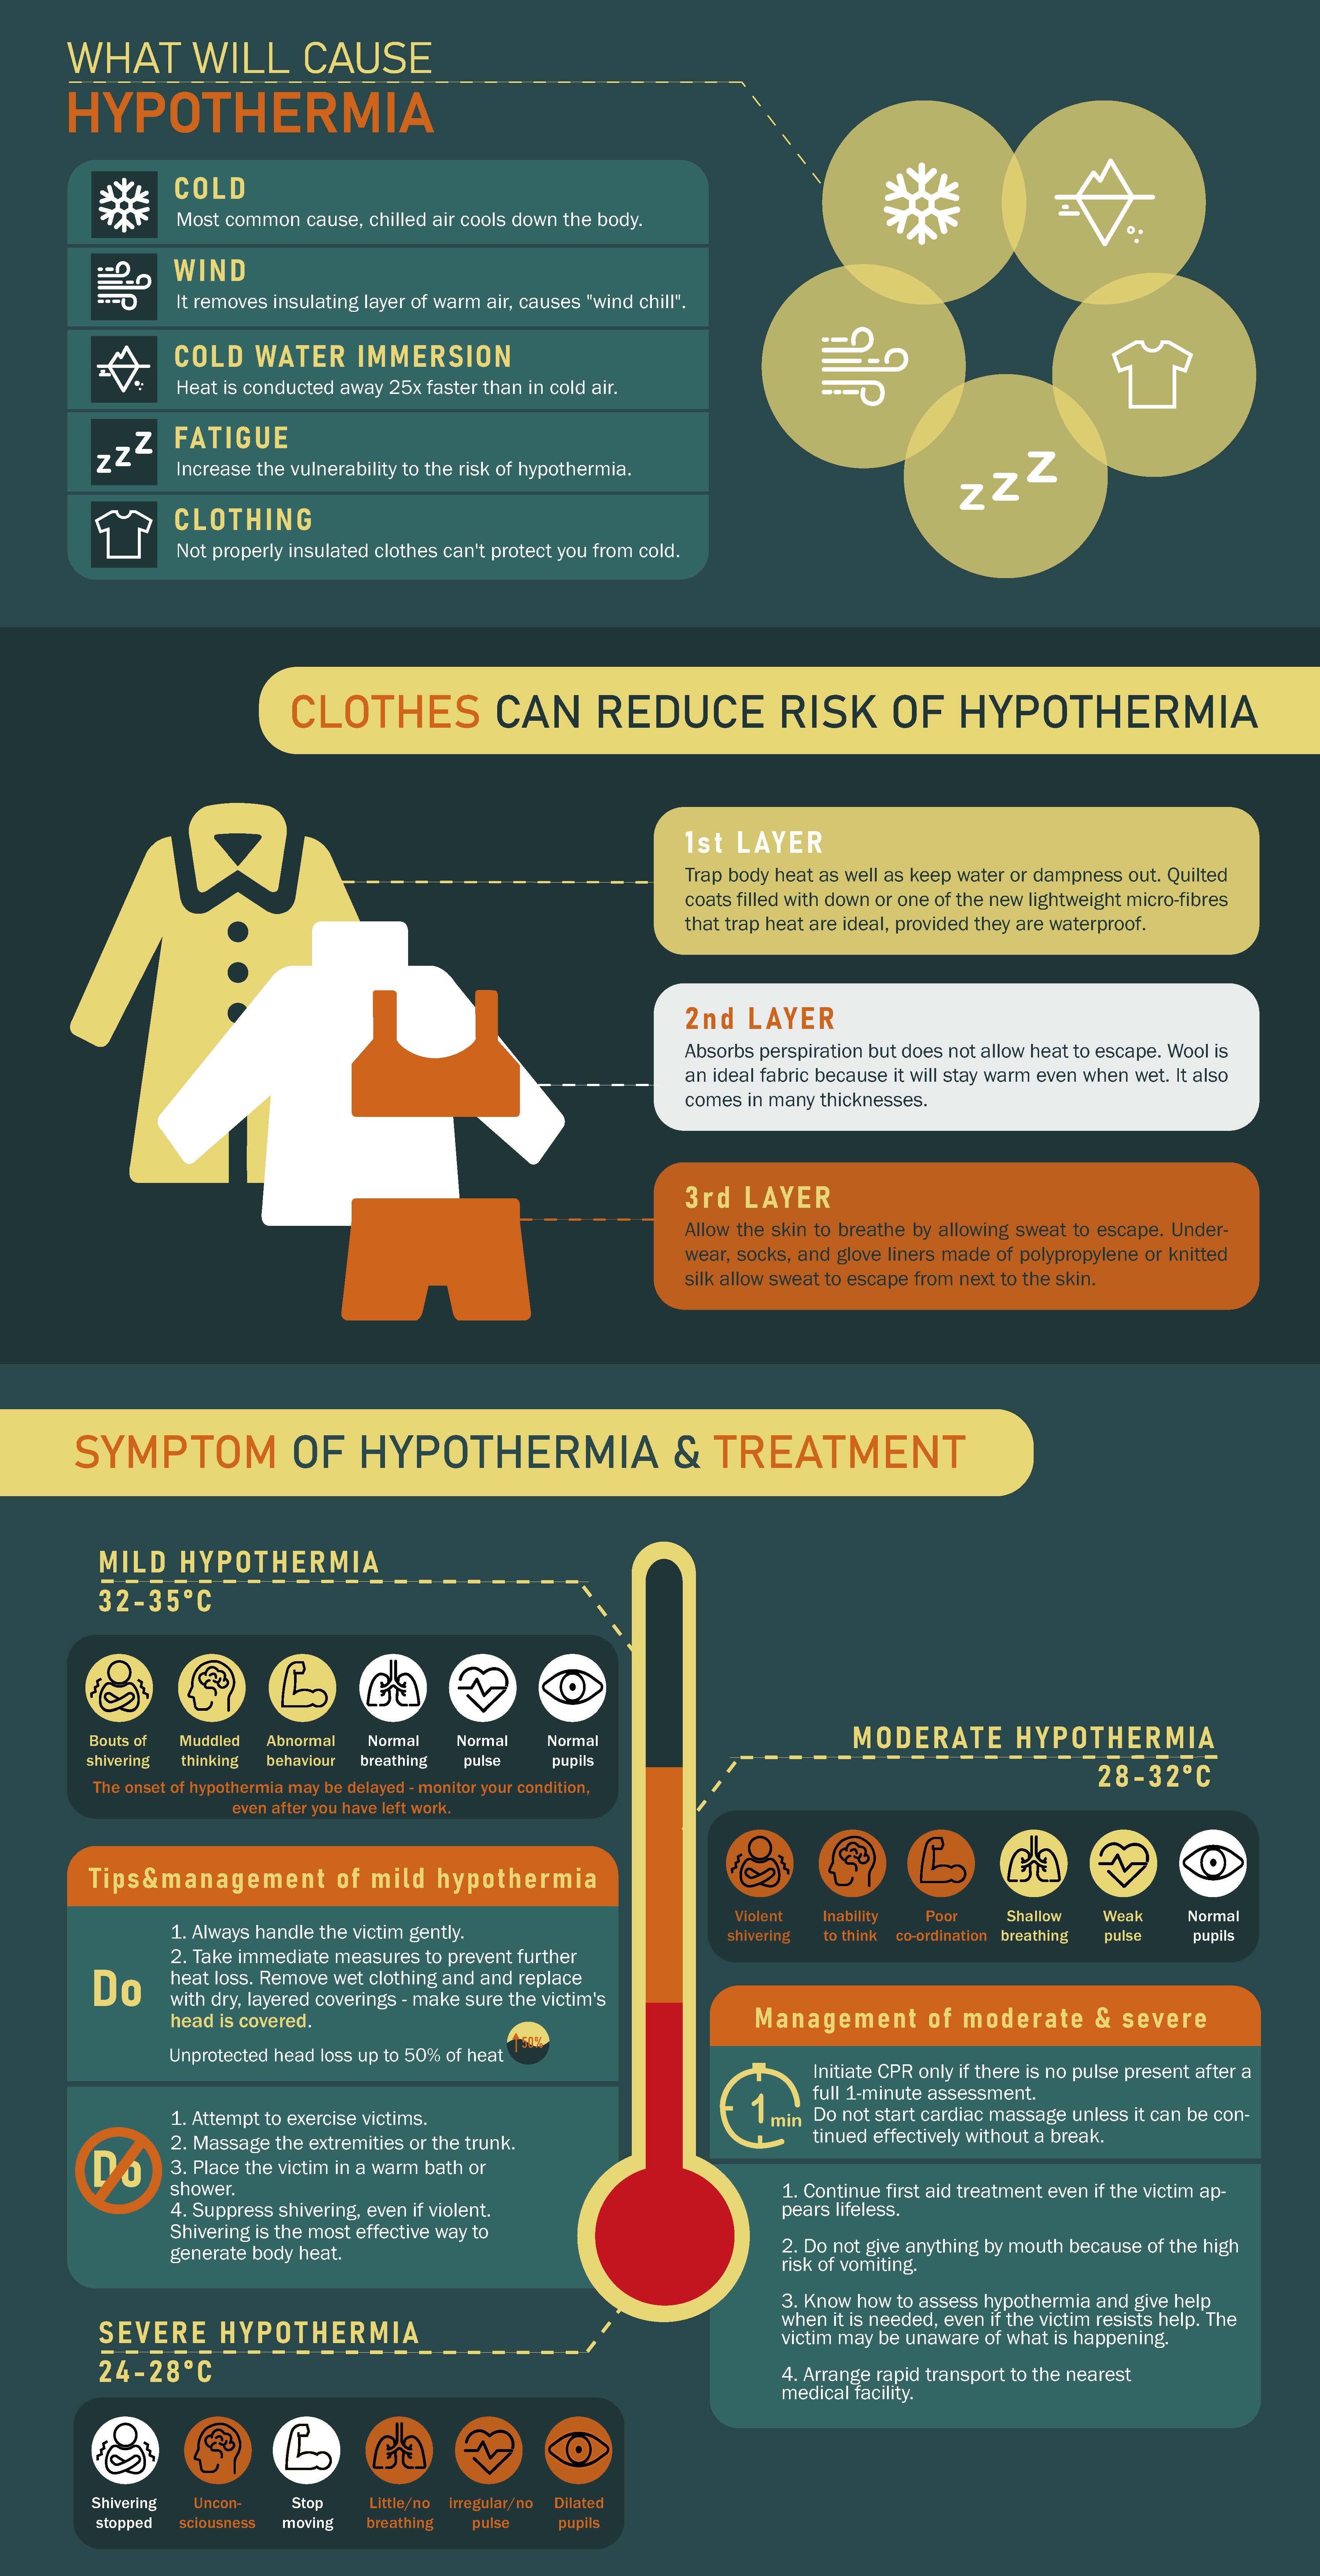 WHAT WILL CAUSE
HYPOTHERMIA
COLD
Most common cause, chilled air cools down the body.
WIND
It removes insulating layer of warm air, causes "wind chill".
COLD WATER IMMERSION
Heat is conducted away 25x faster than in cold air.
FATIGUE
Increase the vulnerability to the risk of hypothermia.
CLOTHING
Not properly insulated clothes can't protect you from cold.
z z z
z z z
CLOTHES CAN REDUCE RISK OF HYPOTHERMIA
1st LAYER
Trap body heat as well as keep water or dampness out. Quilted
coats filled with down or one of the new lightweight micro-fibres
that trap heat are ideal, provided they are waterproof.
2nd LAYER
Absorbs perspiration but does not allow heat to escape. Wool is
an ideal fabric because it will stay warm even when wet. It also
comes in many thicknesses.
3rd LAYER
Allow the skin to breathe by allowing sweat to escape. Under-
wear, socks, and glove liners made of polypropylene or knitted
silk allow sweat to escape from next to the skin.
SYMPTOM OF HYPOTHERMIA & TREATMENT
MILD HYPOTHERMIA
32-35°C
Bouts of
shivering
Muddled
thinking
Abnormal
behaviour
Normal
breathing
Normal
pulse
Normal
pupils
The onset of hypothermia may be delayed - monitor your condition,
even after you have left work.
Tips&management of mild hypothermia
Do
1. Always handle the victim gently.
2. Take immediate measures to prevent further
heat loss. Remove wet clothing and and replace
with dry, layered coverings - make sure the victim's
head is covered.
Unprotected head loss up to 50% of heat
50%
Do
1. Attempt to exercise victims.
2. Massage the extremities or the trunk.
3. Place the victim in a warm bath or
shower.
4. Suppress shivering, even if violent.
Shivering is the most effective way to
generate body heat.
MODERATE HYPOTHERMIA
28-32°C
Violent
shivering
Inability
to think
Poor
co-ordination
Shallow
breathing
Weak
pulse
Normal
pupils
Management of moderate & severe
1 min
Initiate CPR only if there is no pulse present after a
full 1-minute assessment.
Do not start cardiac massage unless it can be con-
tinued effectively without a break.
1. Continue first aid treatment even if the victim ap-
pears lifeless.
2. Do not give anything by mouth because of the high
risk of vomiting.
3. Know how to assess hypothermia and give help
when it is needed, even if the victim resists help. The
victim may be unaware of what is happening.
4. Arrange rapid transport to the nearest
medical facility.
SEVERE HYPOTHERMIA
24-28°C
Shivering
stopped
Uncon-
sciousness
Stop
moving
Little/no
breathing
irregular/no
pulse
Dilated
pupils